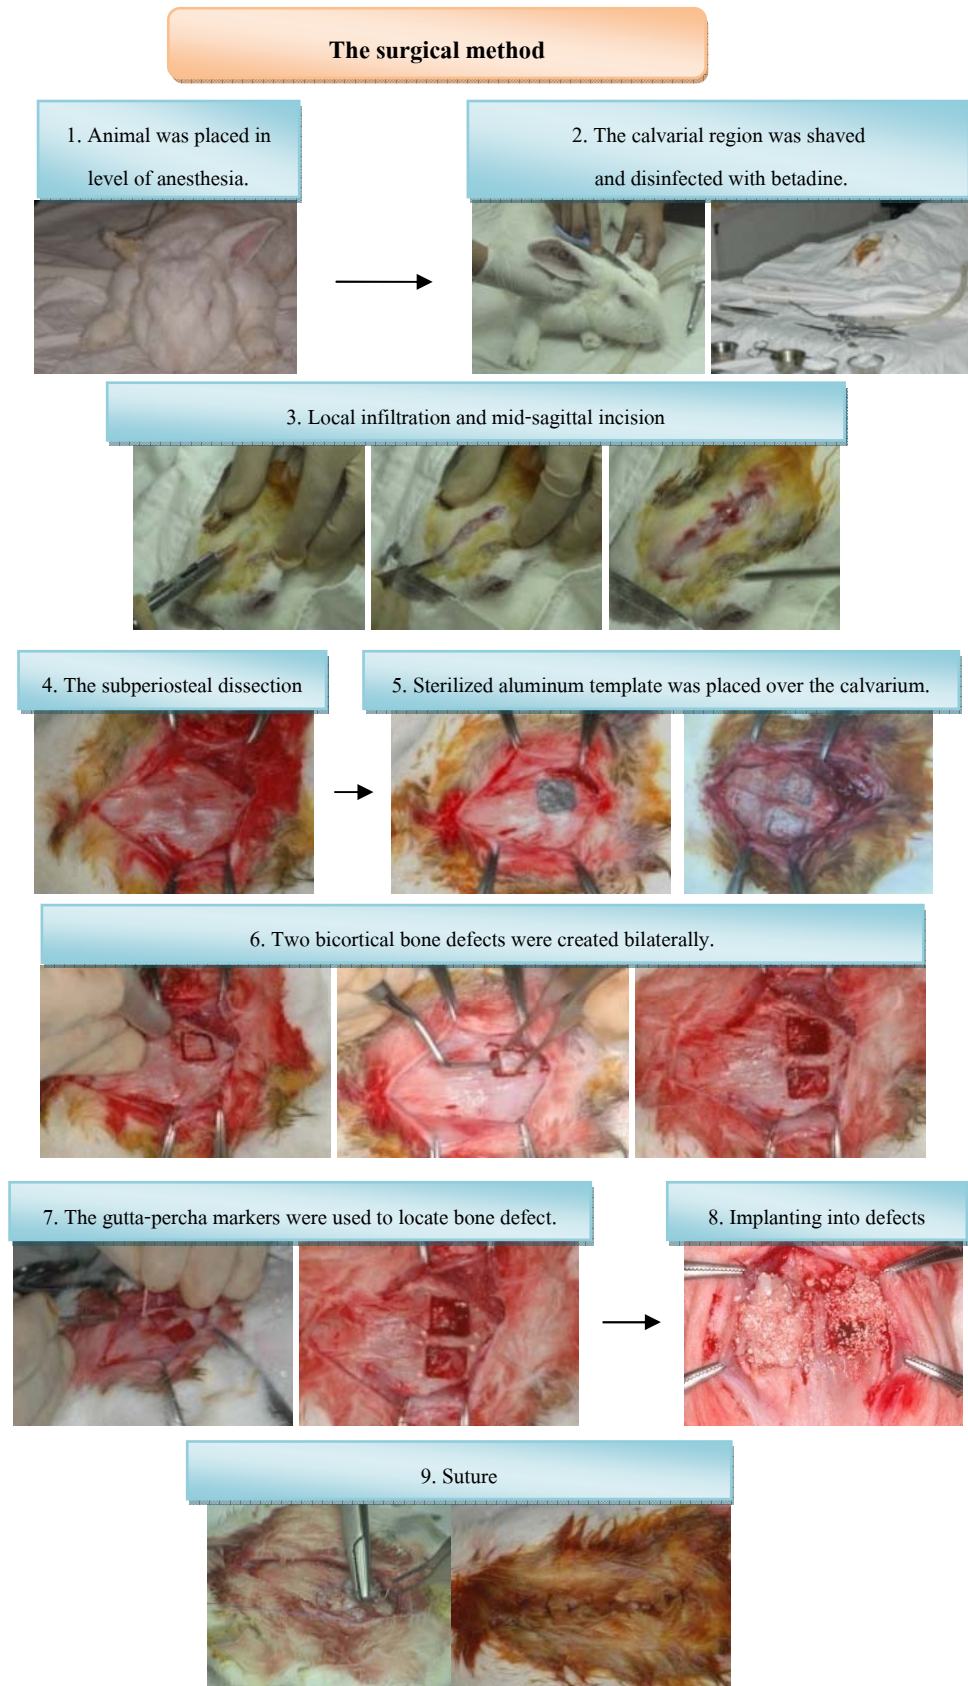 The surgical method
1. Animal was placed in
level of anesthesia.
2. The calvarial region was shaved
and disinfected with betadine.
3. Local infiltration and mid-sagittal incision
4. The subperiosteal dissection
5. Sterilized aluminum template was placed over the calvarium.
6. Two bicortical bone defects were created bilaterally.
7. The gutta-percha markers were used to locate bone defect.
8. Implanting into defects
9. Suture